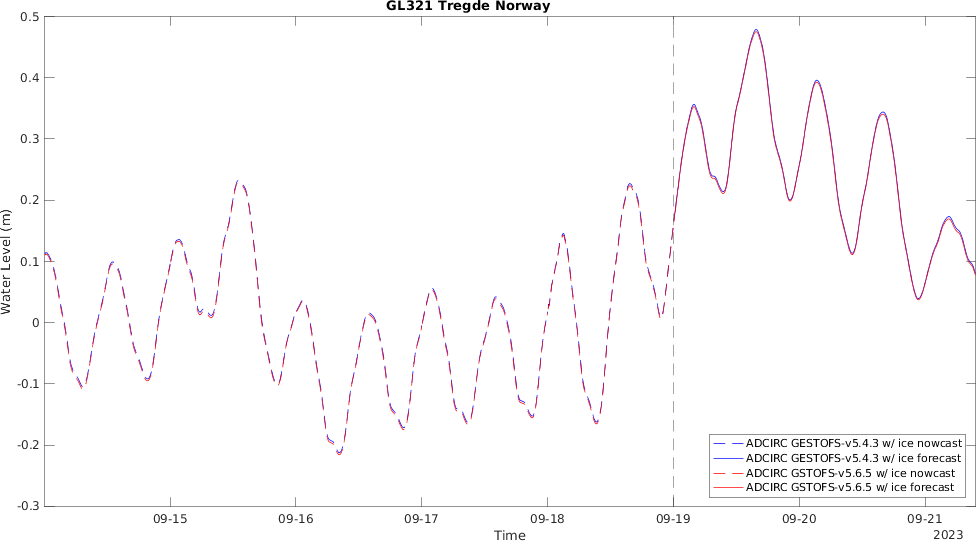 GL321 Tregde Norway
Water Level (m)
0.5
0.4
0.3
0.2
0.1
0
-0.1
-0.2
-0.3
09-15
09-16
09-17
09-18
09-19
09-20
09-21
Time
2023
ADCIRC GESTOFS-v5.4.3 w/ ice nowcast
ADCIRC GESTOFS-v5.4.3 w/ ice forecast
ADCIRC GSTOFS-v5.6.5 w/ ice nowcast
ADCIRC GSTOFS-v5.6.5 w/ ice forecast